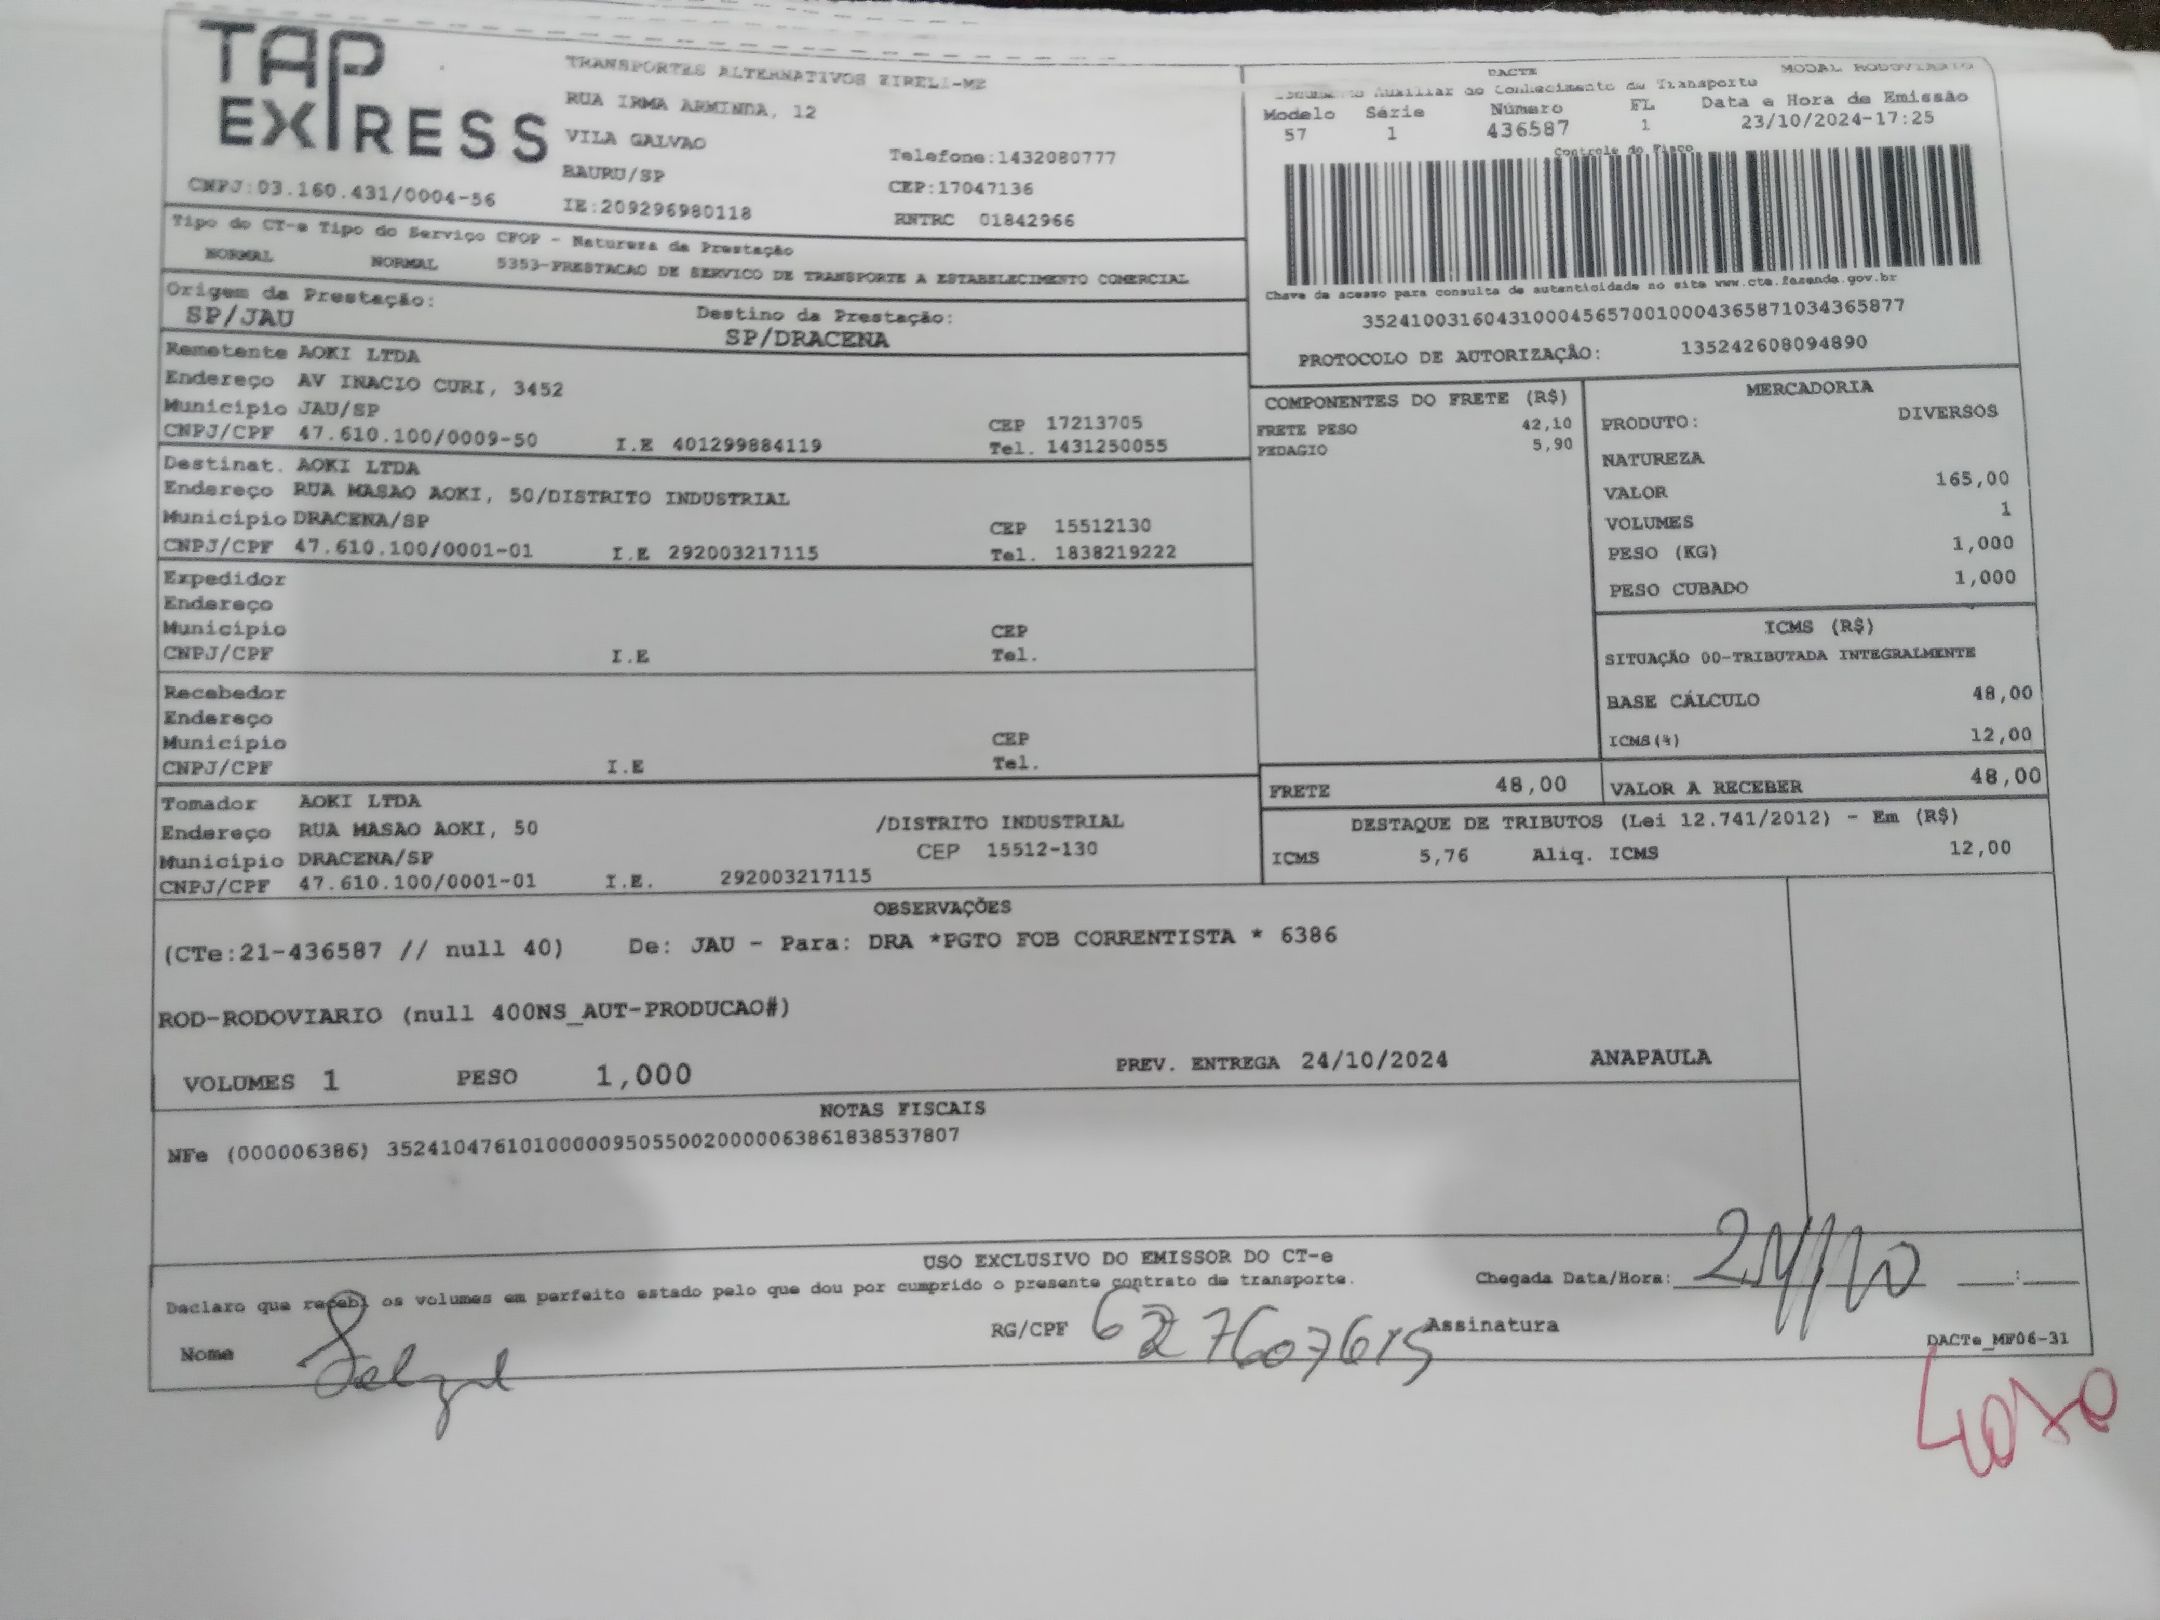 TAP
EXPRESS
CNPJ:03.160.431/0004-56
TRANSPORTES ALTERNATIVOS EIRELI-ME
RUA IRMA ARMINDA, 12
VILA GALVAO
BAURU/SP
IE:209296980118
Telefone:1432080777
CEP:17047136
RNTRC 01842966
DACTE MODAL RODOVIARIO
Documento Auxiliar do Conhecimento de Transporte
Modelo Série Número FL Data e Hora de Emissão
57 1 436587 1 23/10/2024-17:25
Controle do Fisco
Chave de acesso para consulta de autenticidade no site www.cte.fazenda.gov.br
35241003160431000456570010004365871034365877
PROTOCOLO DE AUTORIZAÇÃO: 135242608094890
Tipo do CT-e Tipo do Serviço CFOP - Natureza da Prestação
NORMAL NORMAL 5353-PRESTACAO DE SERVICO DE TRANSPORTE A ESTABELECIMENTO COMERCIAL
Origem da Prestação: Destino da Prestação:
SP/JAU SP/DRACENA
Remetente AOKI LTDA
Endereço AV INACIO CURI, 3452
Município JAU/SP CEP 17213705
CNPJ/CPF 47.610.100/0009-50 I.E 401299884119 Tel. 1431250055
Destinat. AOKI LTDA
Endereço RUA MASAO AOKI, 50/DISTRITO INDUSTRIAL
Município DRACENA/SP CEP 15512130
CNPJ/CPF 47.610.100/0001-01 I.E 292003217115 Tel. 1838219222
Expedidor
Endereço
Município CEP
CNPJ/CPF I.E Tel.
Recebedor
Endereço
Município CEP
CNPJ/CPF I.E Tel.
Tomador AOKI LTDA
Endereço RUA MASAO AOKI, 50 /DISTRITO INDUSTRIAL
Município DRACENA/SP CEP 15512-130
CNPJ/CPF 47.610.100/0001-01 I.E. 292003217115
COMPONENTES DO FRETE (R$)
FRETE PESO 42,10
PEDAGIO 5,90
MERCADORIA
PRODUTO: DIVERSOS
NATUREZA
VALOR 165,00
VOLUMES 1
PESO (KG) 1,000
PESO CUBADO 1,000
ICMS (R$)
SITUAÇÃO 00-TRIBUTADA INTEGRALMENTE
BASE CÁLCULO 48,00
ICMS(%) 12,00
FRETE 48,00 VALOR A RECEBER 48,00
DESTAQUE DE TRIBUTOS (Lei 12.741/2012) - Em (R$)
ICMS 5,76 Aliq. ICMS 12,00
OBSERVAÇÕES
(CTe:21-436587 // null 40) De: JAU - Para: DRA *PGTO FOB CORRENTISTA * 6386
ROD-RODOVIARIO (null 400NS_AUT-PRODUCAO#)
VOLUMES 1 PESO 1,000 PREV. ENTREGA 24/10/2024 ANAPAULA
NOTAS FISCAIS
NFe (000006386) 35241047610100000950550020000063861838537807
USO EXCLUSIVO DO EMISSOR DO CT-e
Declaro que recebi os volumes em perfeito estado pelo que dou por cumprido o presente contrato de transporte.
Chegada Data/Hora: :
Nome RG/CPF Assinatura
DACTe_MF06-31